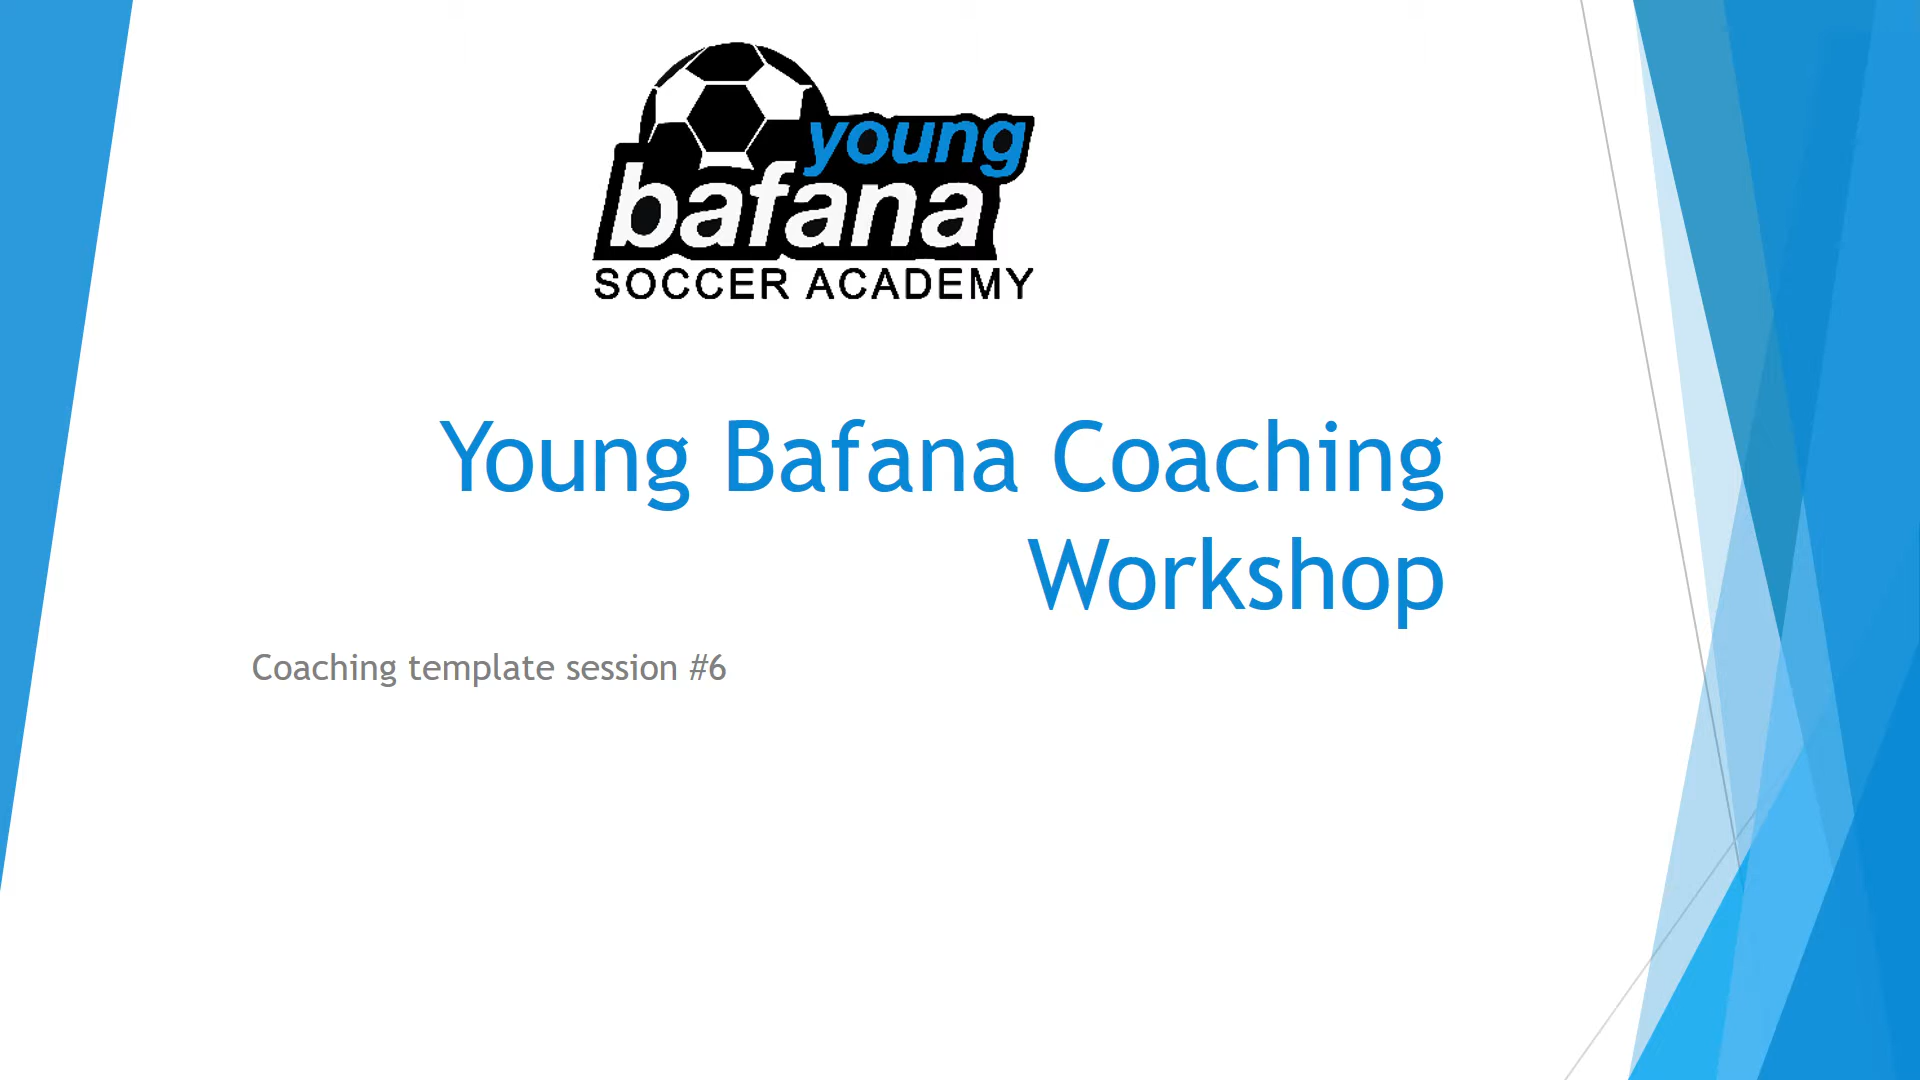 young
bafana
SOCCER ACADEMY
Young Bafana Coaching
Workshop
Coaching template session #6